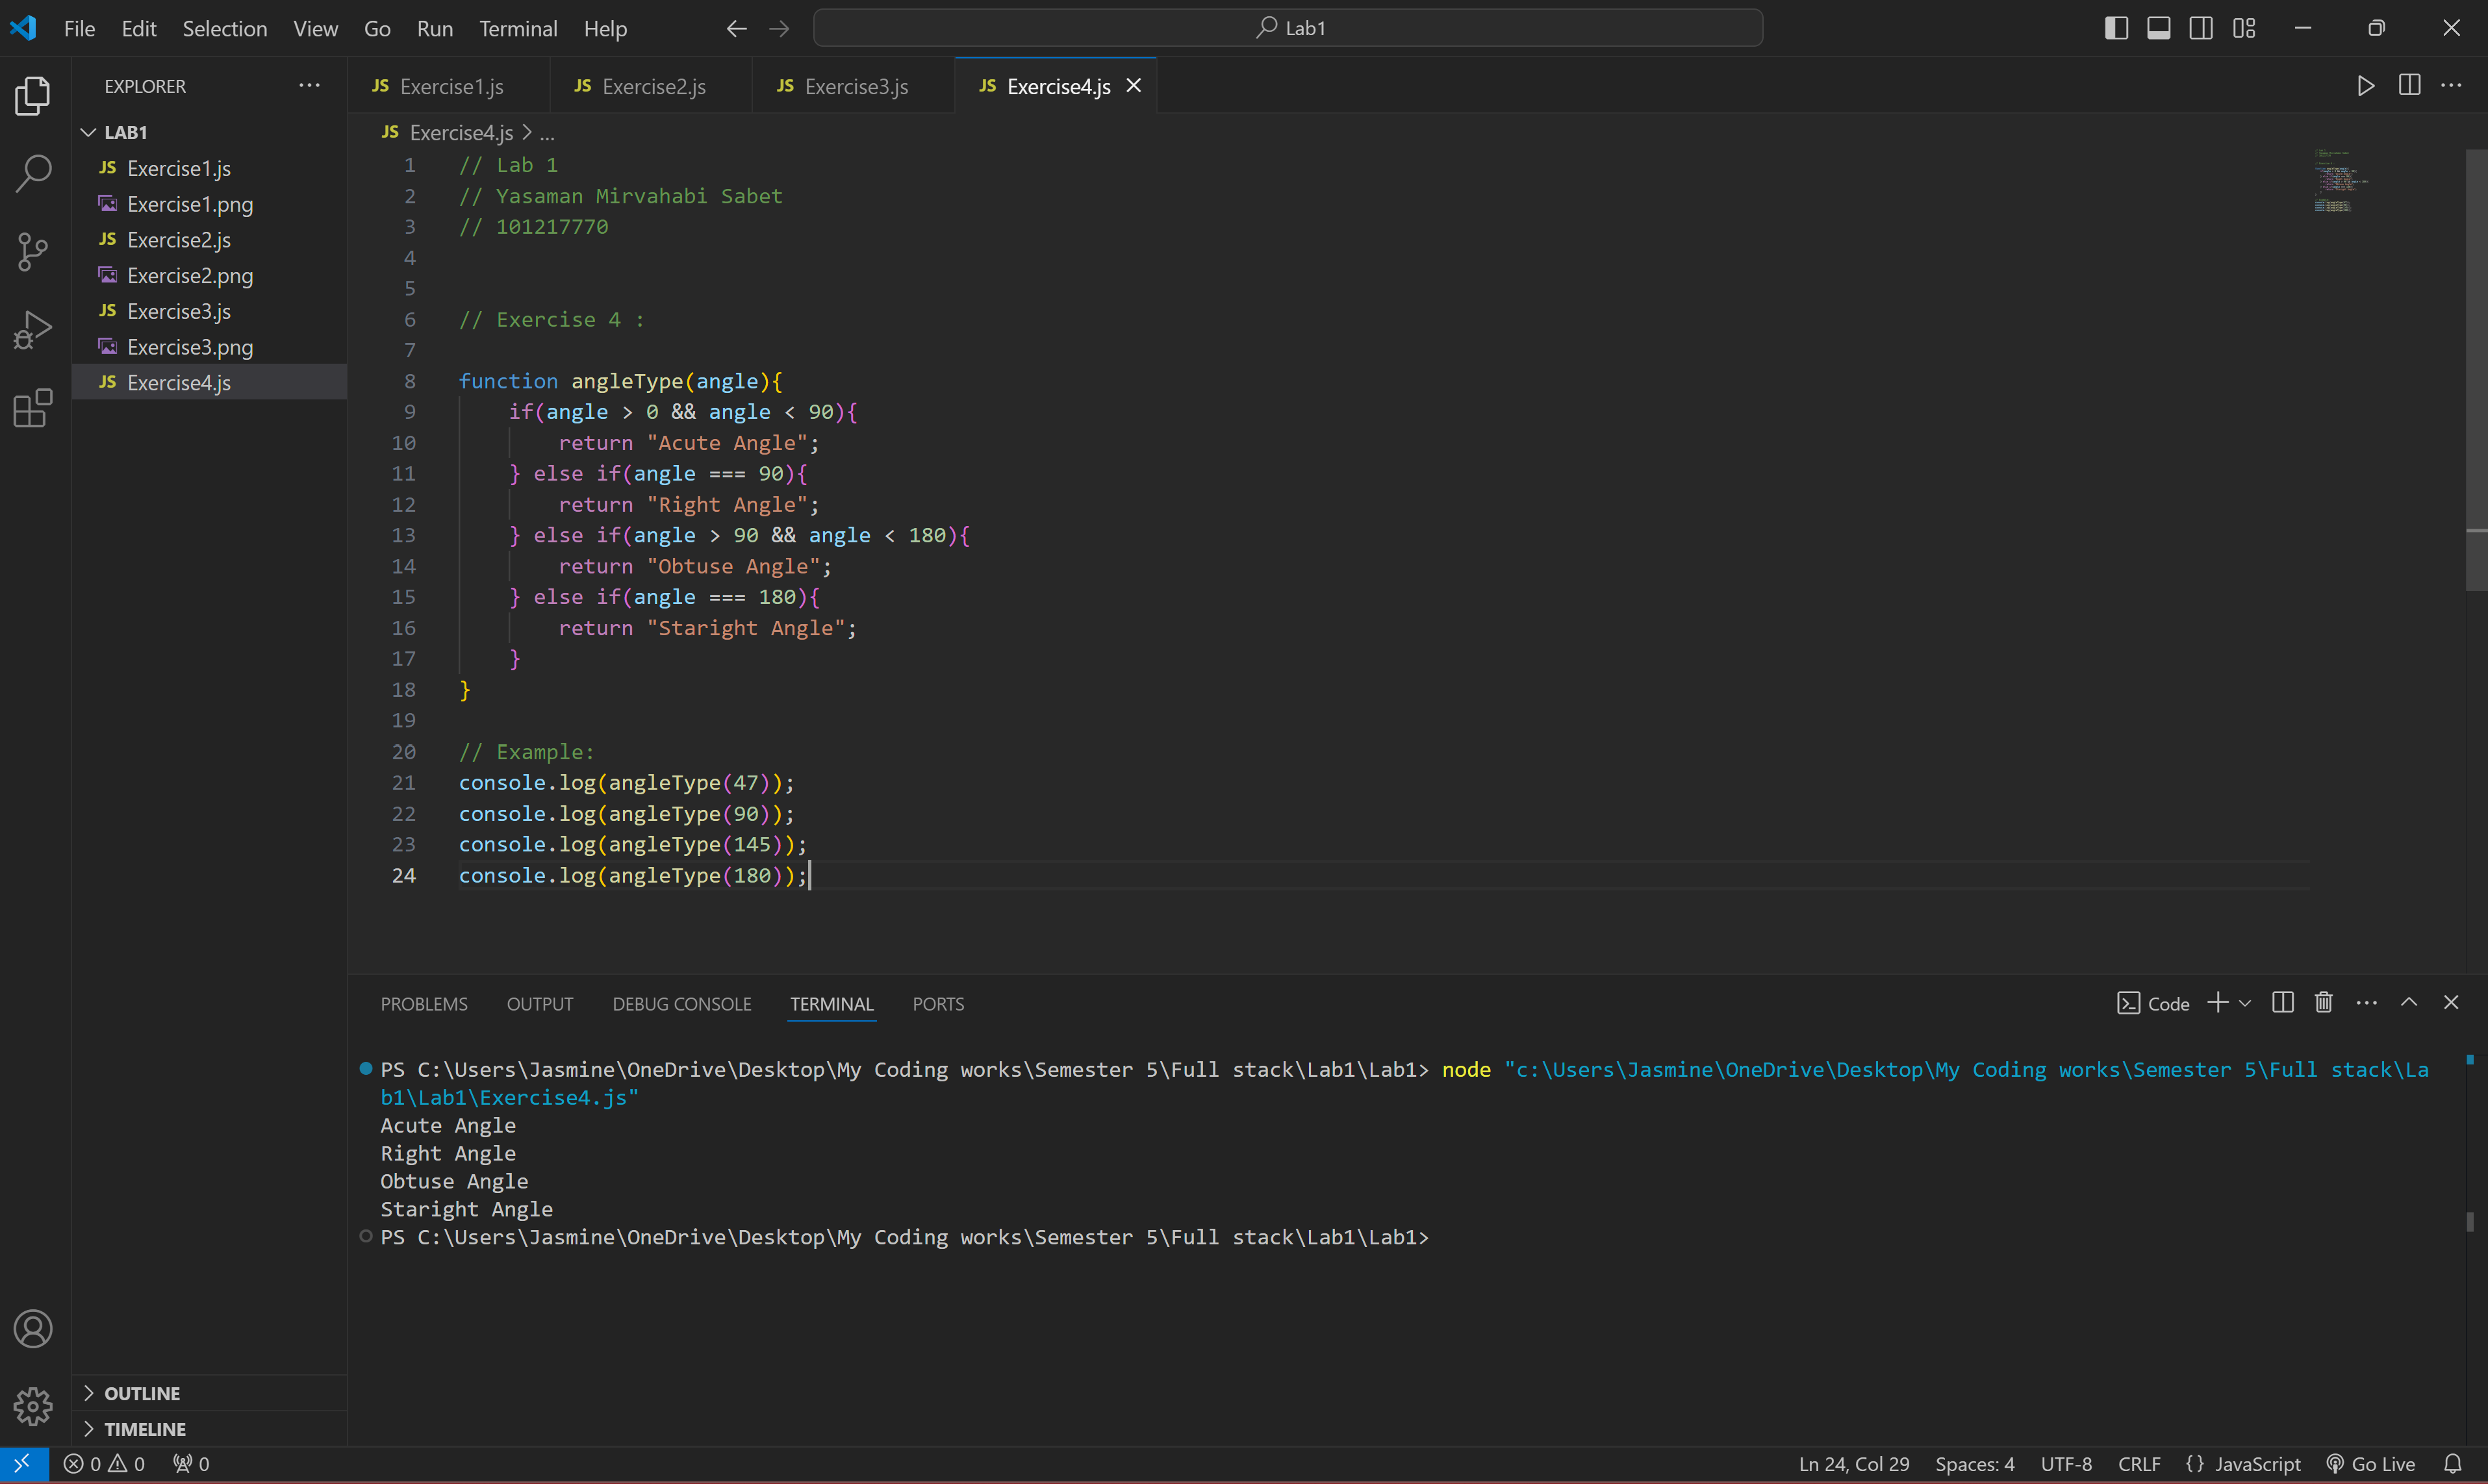 File Edit Selection View Go Run Terminal Help Lab1
EXPLORER
LAB1
JS Exercise1.js
Exercise1.png
JS Exercise2.js
Exercise2.png
JS Exercise3.js
Exercise3.png
JS Exercise4.js
OUTLINE
TIMELINE
JS Exercise1.js JS Exercise2.js JS Exercise3.js JS Exercise4.js
JS Exercise4.js > ...
1 // Lab 1
2 // Yasaman Mirvahabi Sabet
3 // 101217770
4
5
6 // Exercise 4 :
7
8 function angleType(angle){
9 if(angle > 0 && angle < 90){
10 return "Acute Angle";
11 } else if(angle === 90){
12 return "Right Angle";
13 } else if(angle > 90 && angle < 180){
14 return "Obtuse Angle";
15 } else if(angle === 180){
16 return "Staright Angle";
17 }
18 }
19
20 // Example:
21 console.log(angleType(47));
22 console.log(angleType(90));
23 console.log(angleType(145));
24 console.log(angleType(180));
PROBLEMS OUTPUT DEBUG CONSOLE TERMINAL PORTS Code
PS C:\Users\Jasmine\OneDrive\Desktop\My Coding works\Semester 5\Full stack\Lab1\Lab1> node "c:\Users\Jasmine\OneDrive\Desktop\My Coding works\Semester 5\Full stack\La
b1\Lab1\Exercise4.js"
Acute Angle
Right Angle
Obtuse Angle
Staright Angle
PS C:\Users\Jasmine\OneDrive\Desktop\My Coding works\Semester 5\Full stack\Lab1\Lab1>
0 0 0 Ln 24, Col 29 Spaces: 4 UTF-8 CRLF {} JavaScript Go Live